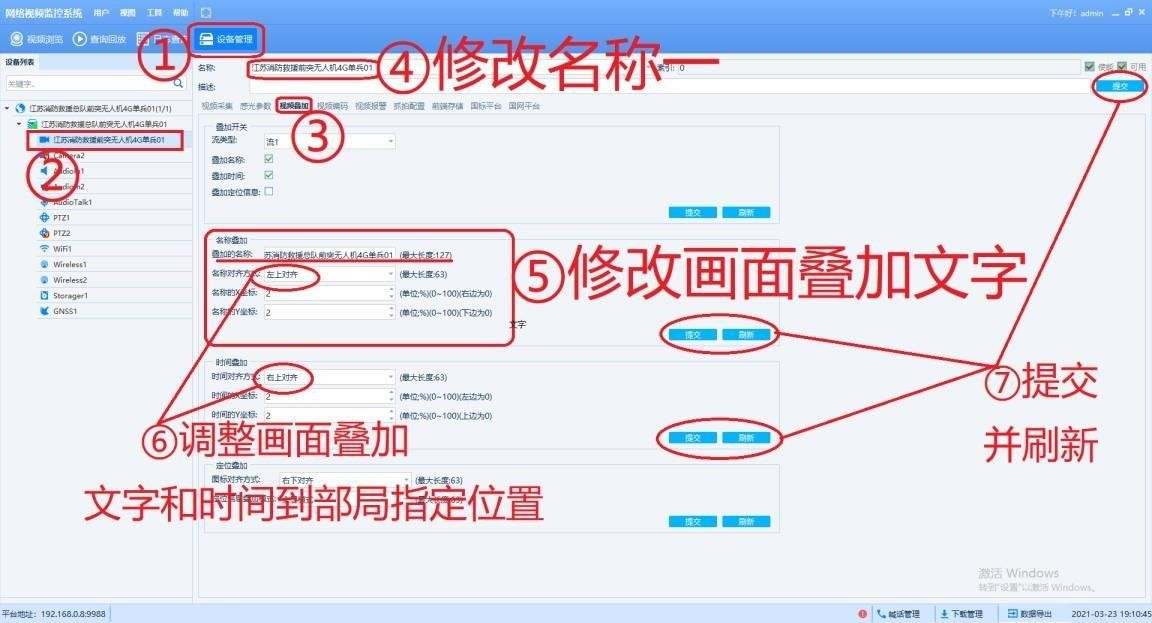 网络视频监控系统 用户 视图 工具 帮助 下午好! admin
视频浏览 查询回放 设备管理
①
设备列表
关键字..
江苏消防救援总队前突无人机4G单兵01(1/1)
江苏消防救援总队前突无人机4G单兵01
江苏消防救援前突无人机4G单兵01
②
Camera2
AudioTalk1
PTZ1
PTZ2
WiFi1
Wireless1
Wireless2
Storager1
GNSS1
名称: 江苏消防救援前突无人机4G单兵01 ④修改名称一 索引: 0 使能 可用
描述: 提交
视频采集 感光参数 视频叠加 视频编码 视频报警 抓拍配置 前端存储 国标平台 国网平台
③
叠加开关
流类型: 流1
叠加名称:
叠加时间:
叠加定位信息:
提交 刷新
名称叠加
叠加的名称: 苏消防救援总队前突无人机4G单兵01 (最大长度:127)
名称对齐方式: 左上对齐 (最大长度:63)
名称的X坐标: 2 (单位:%)(0~100)(右边为0)
名称的Y坐标: 2 (单位:%)(0~100)(下边为0)
⑤修改画面叠加文字
文字
提交 刷新
时间叠加
时间对齐方式: 右上对齐 (最大长度:63)
时间的X坐标: 2 (单位:%)(0~100)(左边为0)
时间的Y坐标: 2 (单位:%)(0~100)(上边为0)
提交 刷新
⑦提交
并刷新
⑥调整画面叠加
文字和时间到部局指定位置
定位叠加
图标对齐方式: 右下对齐 (最大长度:63)
提交 刷新
激活 Windows
转到"设置"以激活 Windows。
平台地址: 192.168.0.8:9988 喊话管理 下载管理 数据导出 2021-03-23 19:10:45